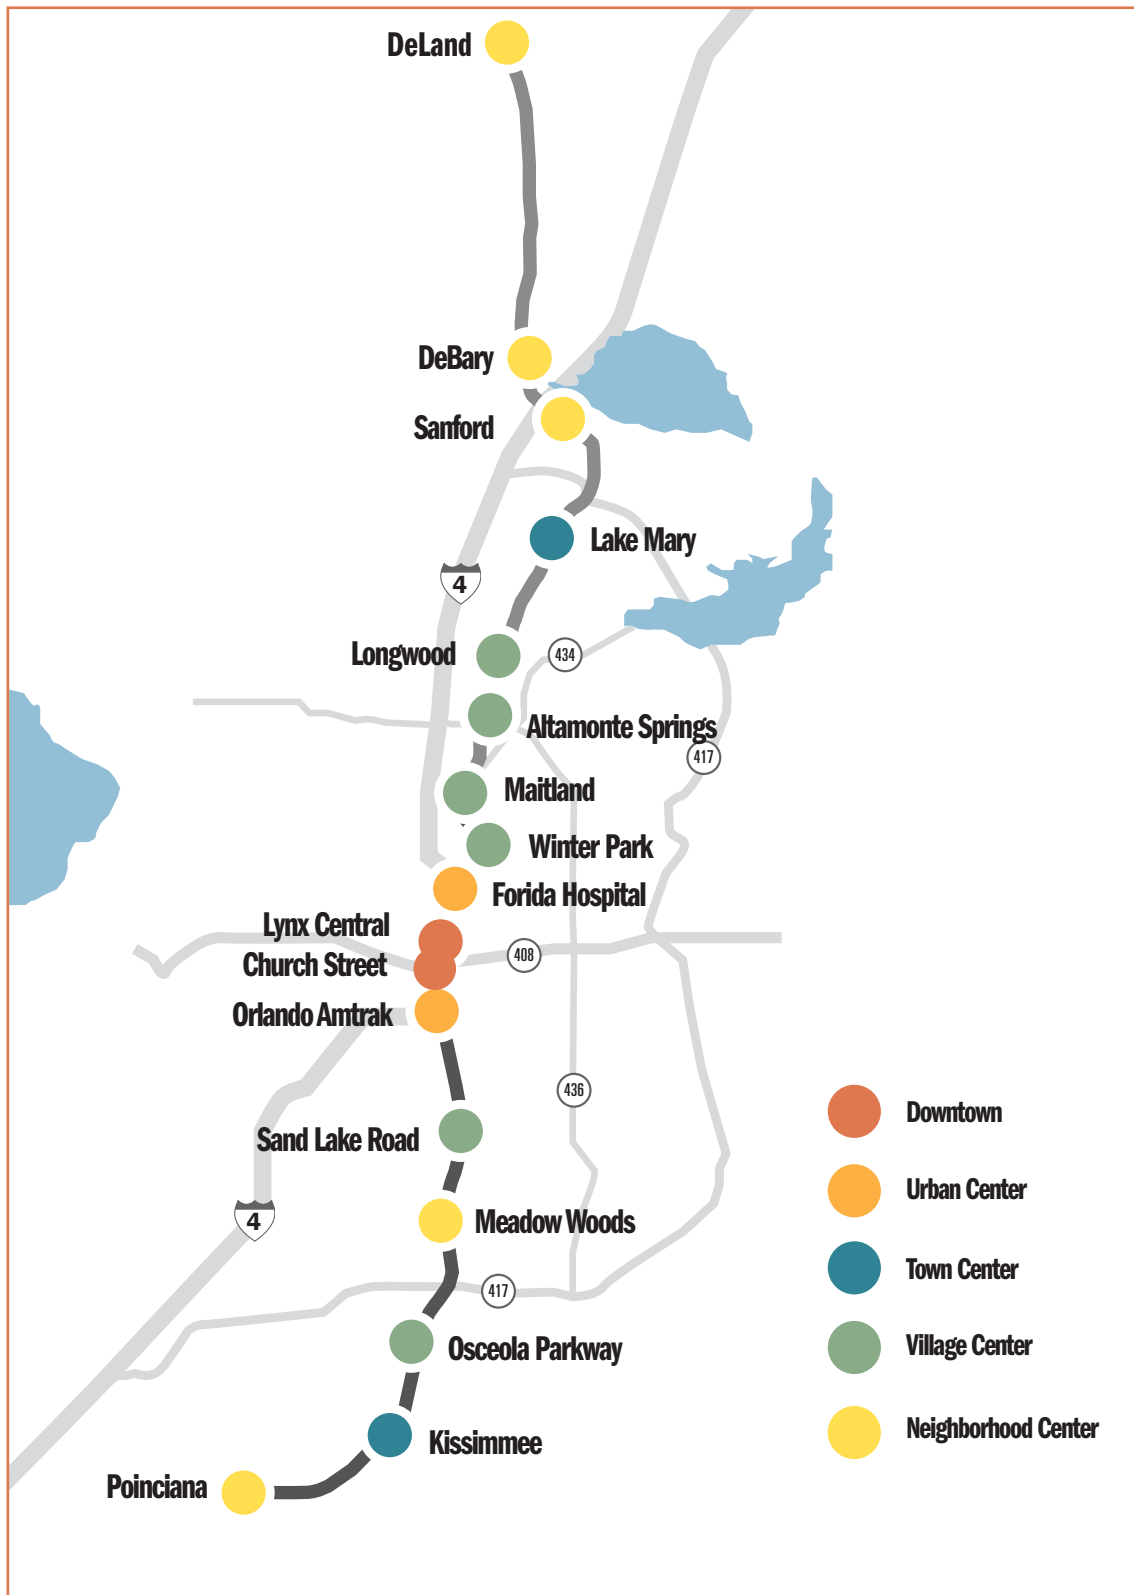 DeLand
DeBary
Sanford
Lake Mary
4
Longwood
434
Altamonte Springs
417
Maitland
Winter Park
Forida Hospital
Lynx Central
408
Church Street
Orlando Amtrak
436
Downtown
Sand Lake Road
Urban Center
4
Meadow Woods
Town Center
417
Osceola Parkway
Village Center
Kissimmee
Neighborhood Center
Poinciana